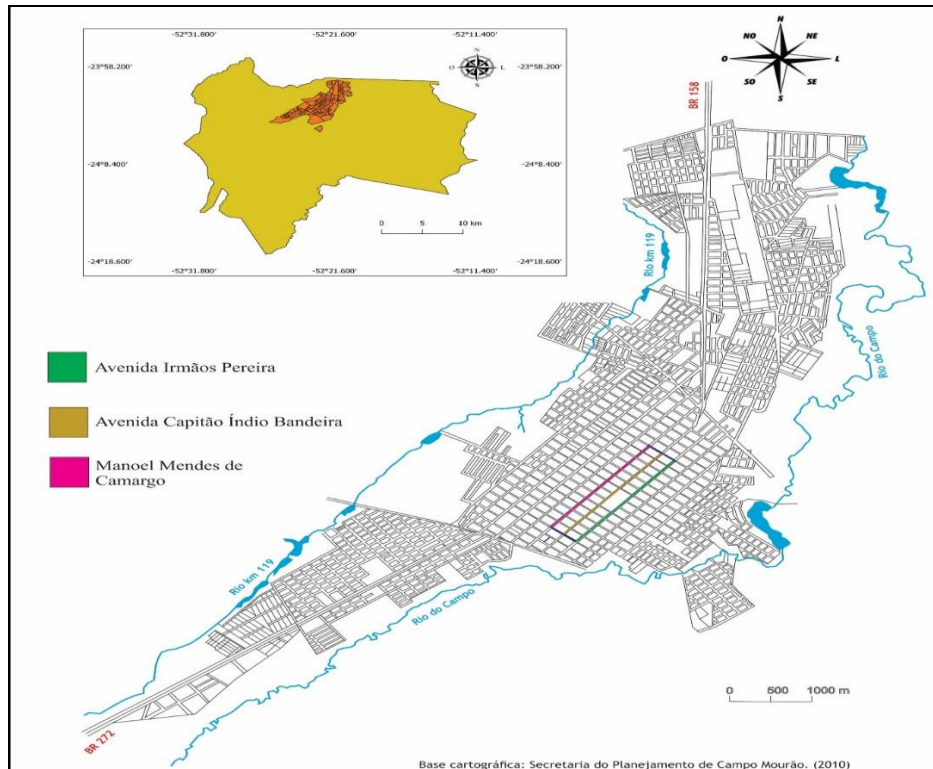 -52°31.800' -52°21.600' -52°11.400'
-23°58.200' -23°58.200'
N
O L
S
-24°8.400' -24°8.400'
0 5 10 km
-24°18.600' -24°18.600'
-52°31.800' -52°21.600' -52°11.400'
N
NO NE
O L
SO SE
S
BR 158
Rio km 119
Rio do Campo
Avenida Irmãos Pereira
Avenida Capitão Índio Bandeira
Manoel Mendes de
Camargo
Rio km 119
Rio do Campo
BR 272
0 500 1000 m
Base cartográfica: Secretaria do Planejamento de Campo Mourão. (2010)